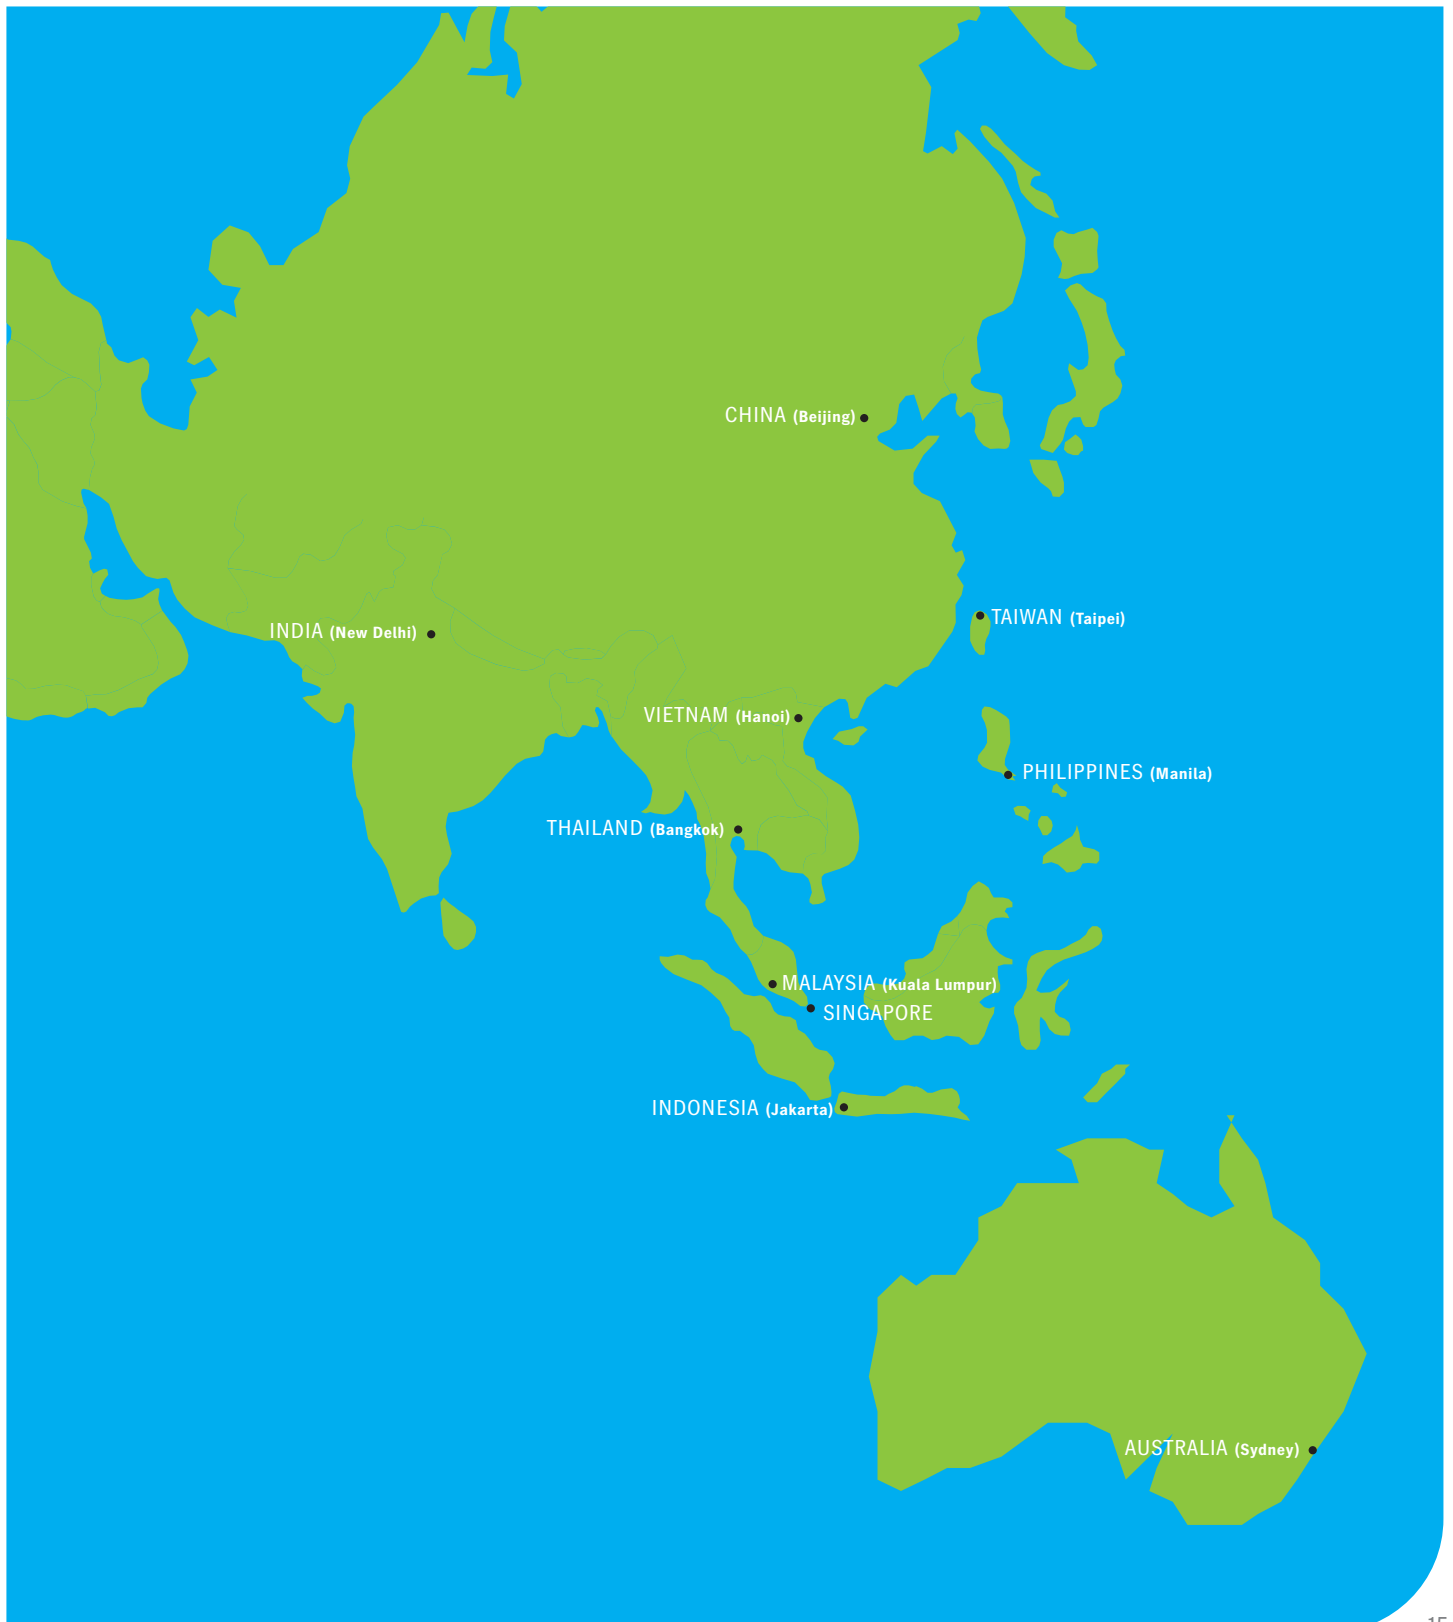 CHINA (Beijing)
TAIWAN (Taipei)
INDIA (New Delhi)
VIETNAM (Hanoi)
PHILIPPINES (Manila)
THAILAND (Bangkok)
MALAYSIA (Kuala Lumpur)
SINGAPORE
INDONESIA (Jakarta)
AUSTRALIA (Sydney)